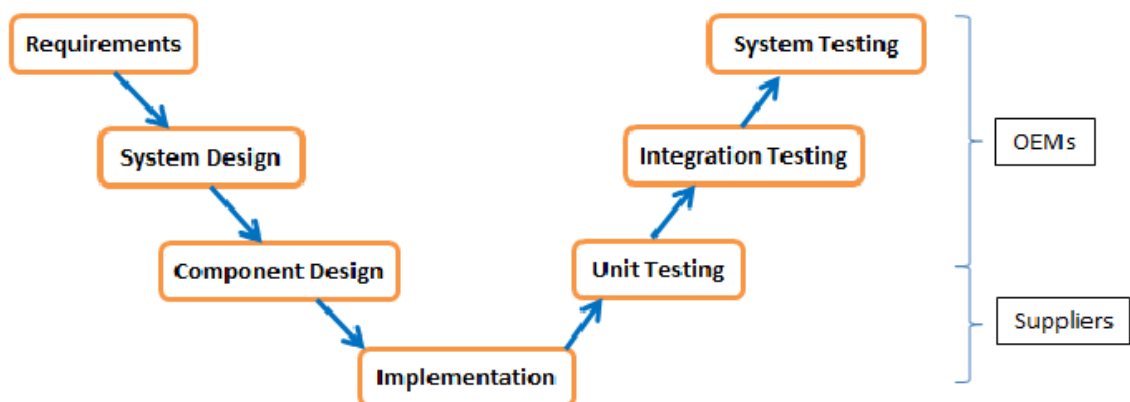 Requirements
System Testing
System Design
Integration Testing
OEMs
Component Design
Unit Testing
Suppliers
Implementation